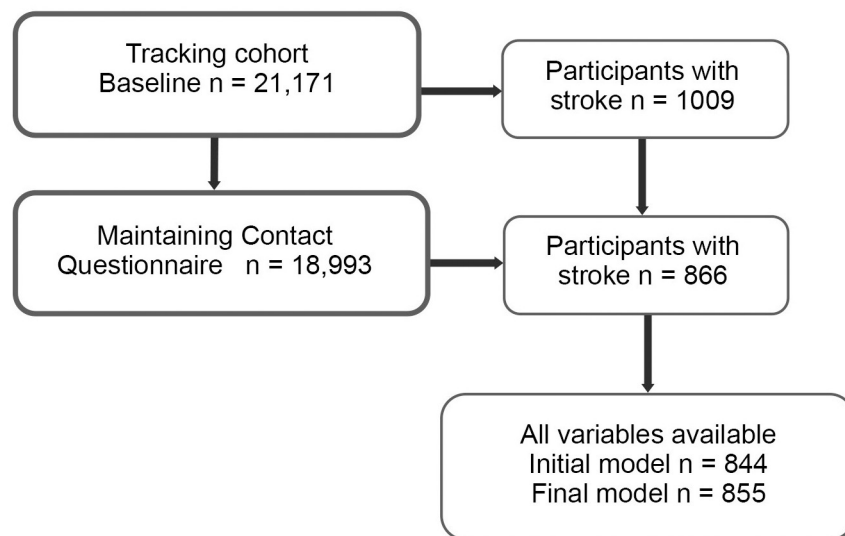 Tracking cohort
Baseline n = 21,171
Participants with
stroke n = 1009
Maintaining Contact
Questionnaire n = 18,993
Participants with
stroke n = 866
All variables available
Initial model n = 844
Final model n = 855